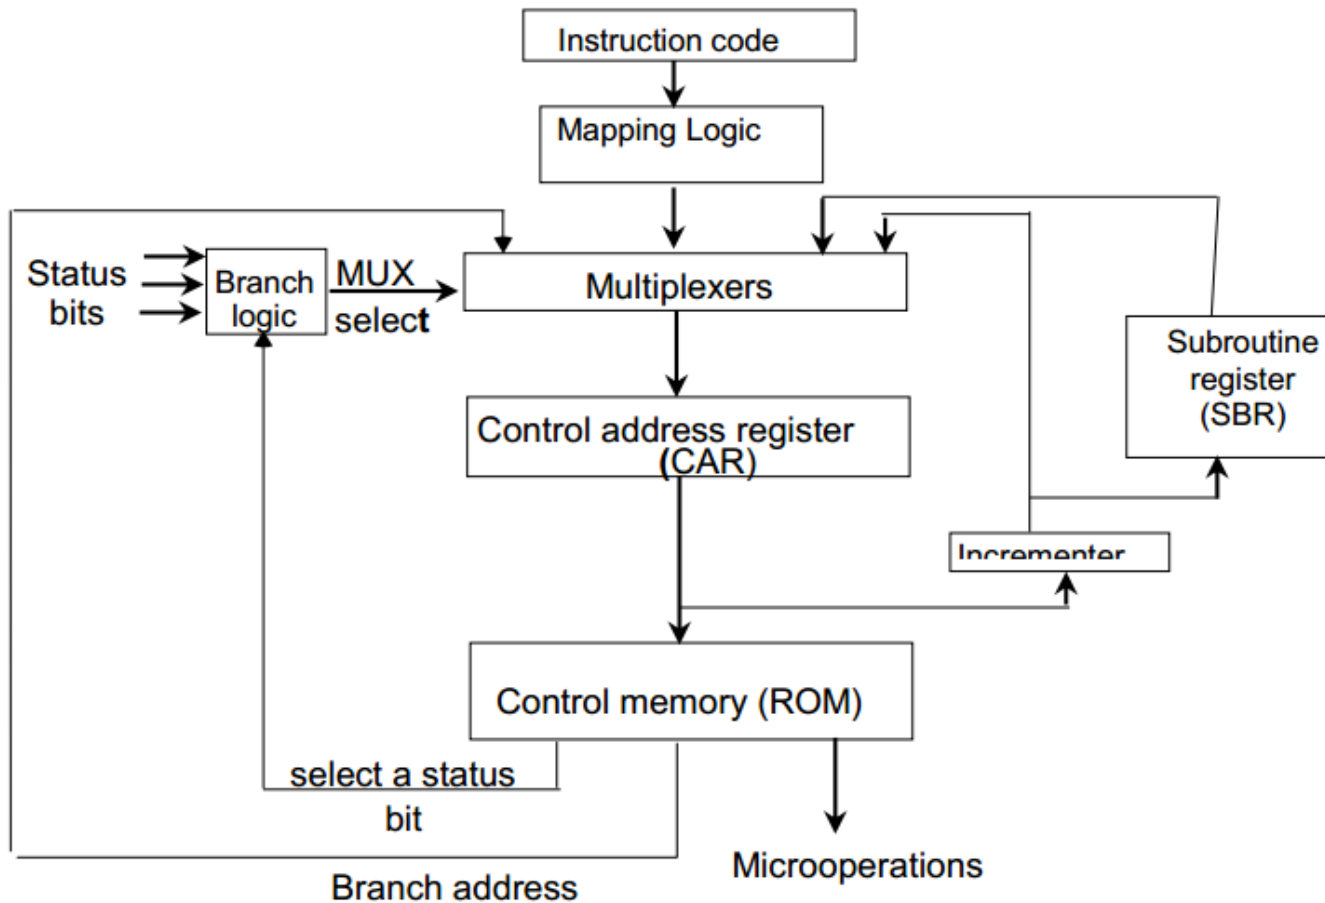 Instruction code
Mapping Logic
Status
bits
Branch
logic
MUX
select
Multiplexers
Subroutine
register
(SBR)
Control address register
(CAR)
Incrementer
Control memory (ROM)
select a status
bit
Microoperations
Branch address